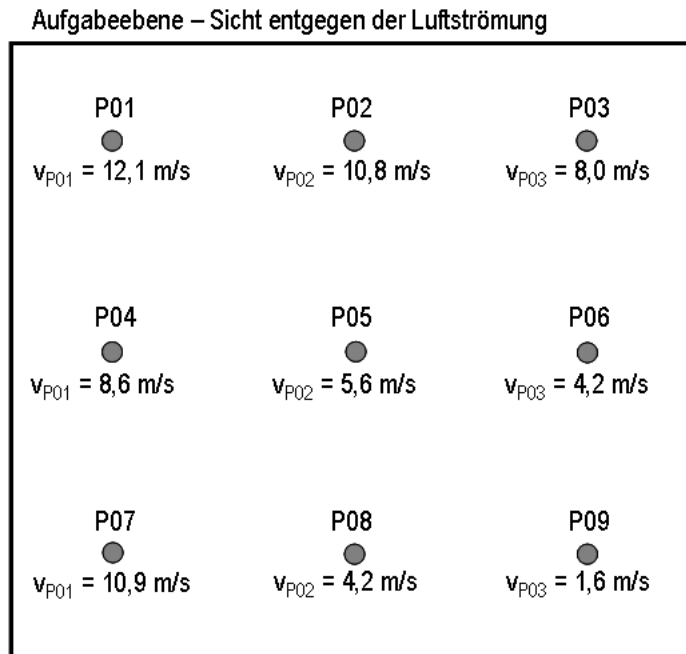 Aufgabeebene – Sicht entgegen der Luftströmung
P01 P02 P03
vP01 = 12,1 m/s vP02 = 10,8 m/s vP03 = 8,0 m/s
P04 P05 P06
vP01 = 8,6 m/s vP02 = 5,6 m/s vP03 = 4,2 m/s
P07 P08 P09
vP01 = 10,9 m/s vP02 = 4,2 m/s vP03 = 1,6 m/s